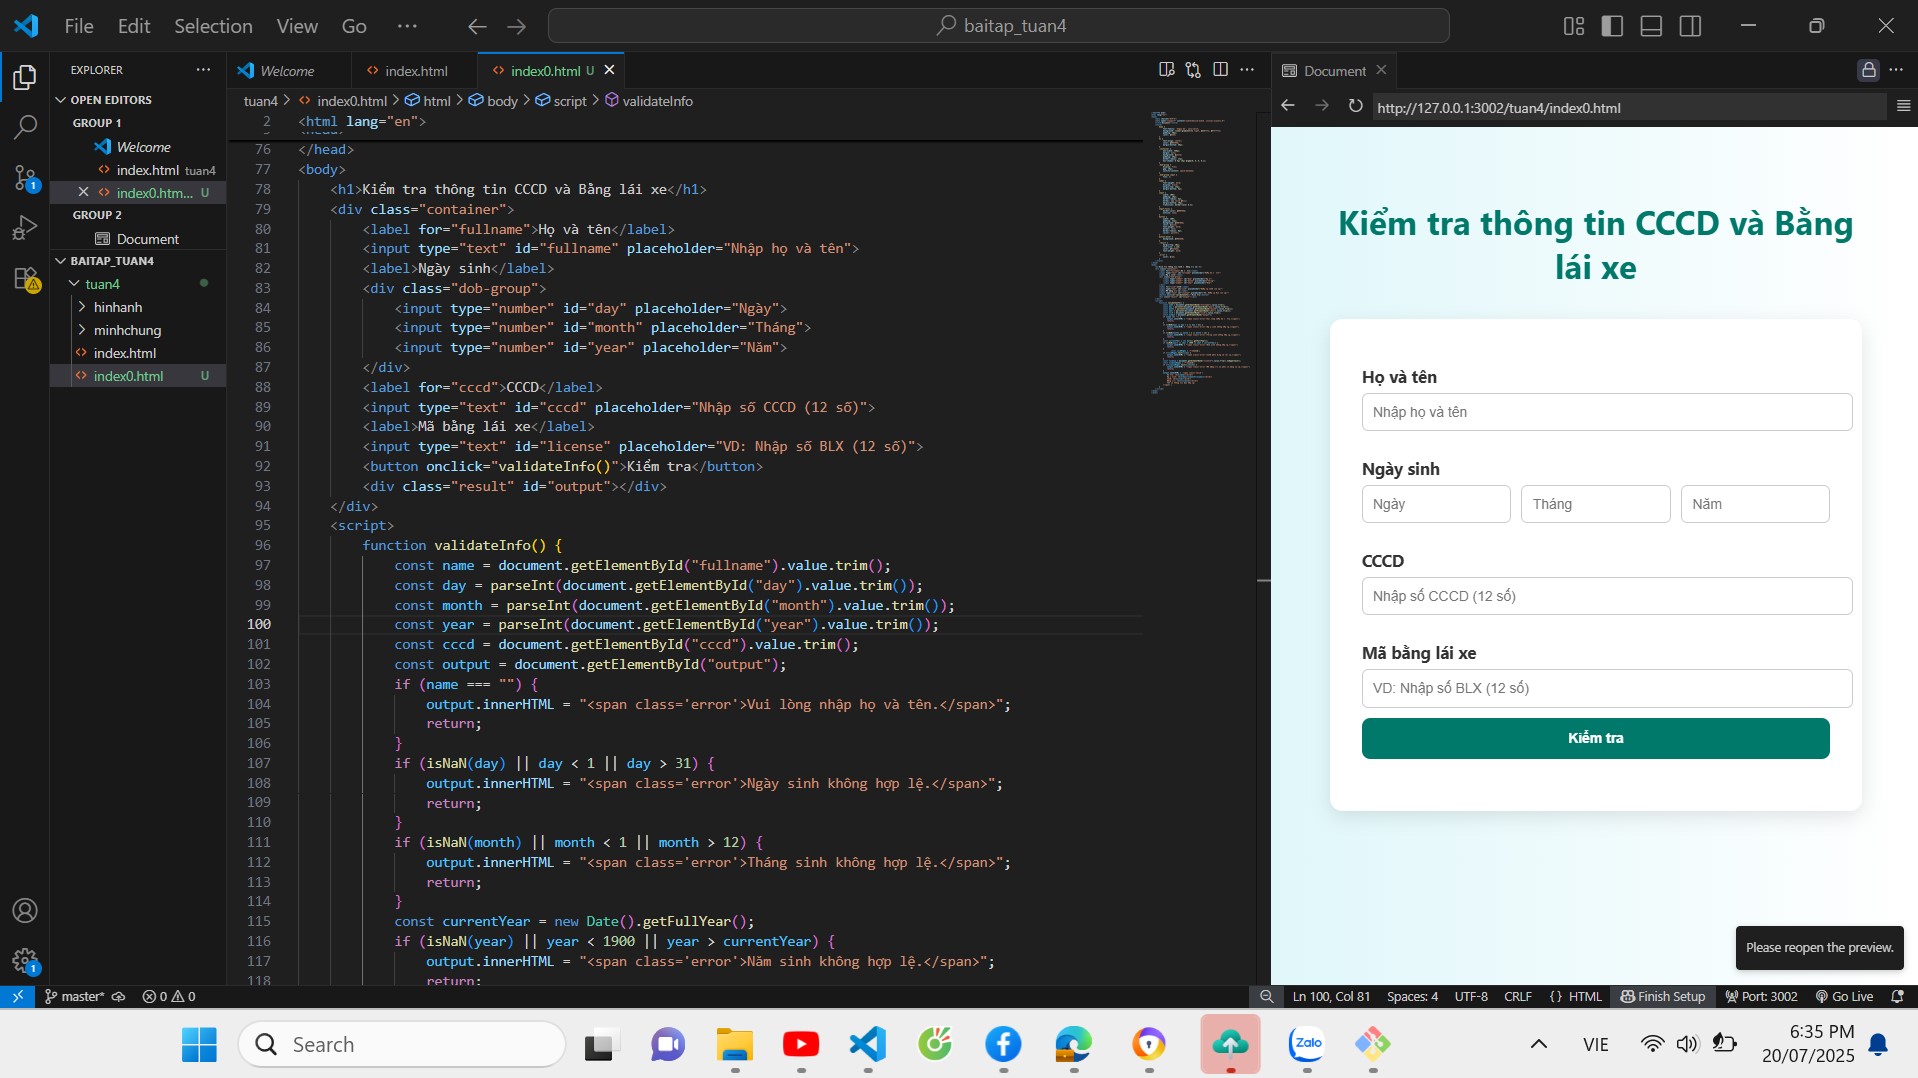 File Edit Selection View Go ··· baitap_tuan4
EXPLORER ···
OPEN EDITORS
GROUP 1
Welcome
index.html tuan4
index0.htm... U
GROUP 2
Document
BAITAP_TUAN4
tuan4
hinhanh
minhchung
index.html
index0.html U
Welcome index.html index0.html U
tuan4 > index0.html > html > body > script > validateInfo
2 <html lang="en">
76 </head>
77 <body>
78 <h1>Kiểm tra thông tin CCCD và Bằng lái xe</h1>
79 <div class="container">
80 <label for="fullname">Họ và tên</label>
81 <input type="text" id="fullname" placeholder="Nhập họ và tên">
82 <label>Ngày sinh</label>
83 <div class="dob-group">
84 <input type="number" id="day" placeholder="Ngày">
85 <input type="number" id="month" placeholder="Tháng">
86 <input type="number" id="year" placeholder="Năm">
87 </div>
88 <label for="cccd">CCCD</label>
89 <input type="text" id="cccd" placeholder="Nhập số CCCD (12 số)">
90 <label>Mã bằng lái xe</label>
91 <input type="text" id="license" placeholder="VD: Nhập số BLX (12 số)">
92 <button onclick="validateInfo()">Kiểm tra</button>
93 <div class="result" id="output"></div>
94 </div>
95 <script>
96 function validateInfo() {
97 const name = document.getElementById("fullname").value.trim();
98 const day = parseInt(document.getElementById("day").value.trim());
99 const month = parseInt(document.getElementById("month").value.trim());
100 const year = parseInt(document.getElementById("year").value.trim());
101 const cccd = document.getElementById("cccd").value.trim();
102 const output = document.getElementById("output");
103 if (name === "") {
104 output.innerHTML = "<span class='error'>Vui lòng nhập họ và tên.</span>";
105 return;
106 }
107 if (isNaN(day) || day < 1 || day > 31) {
108 output.innerHTML = "<span class='error'>Ngày sinh không hợp lệ.</span>";
109 return;
110 }
111 if (isNaN(month) || month < 1 || month > 12) {
112 output.innerHTML = "<span class='error'>Tháng sinh không hợp lệ.</span>";
113 return;
114 }
115 const currentYear = new Date().getFullYear();
116 if (isNaN(year) || year < 1900 || year > currentYear) {
117 output.innerHTML = "<span class='error'>Năm sinh không hợp lệ.</span>";
118 return;
Document
http://127.0.0.1:3002/tuan4/index0.html
Kiểm tra thông tin CCCD và Bằng
lái xe
Họ và tên
Nhập họ và tên
Ngày sinh
Ngày Tháng Năm
CCCD
Nhập số CCCD (12 số)
Mã bằng lái xe
VD: Nhập số BLX (12 số)
Kiểm tra
Please reopen the preview.
master* 0 0 Ln 100, Col 81 Spaces: 4 UTF-8 CRLF {} HTML Finish Setup Port: 3002 Go Live
Search Zalo VIE 6:35 PM
20/07/2025